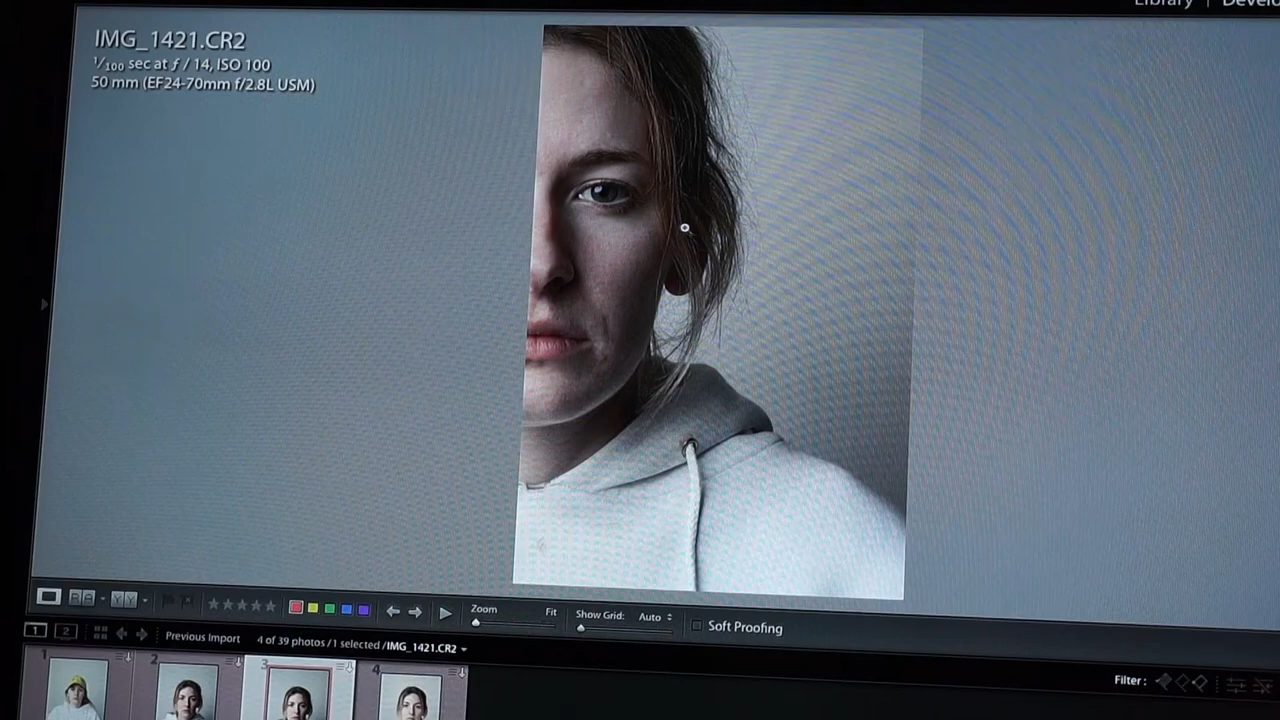 Library | Develo
IMG_1421.CR2
1/100 sec at f / 14, ISO 100
50 mm (EF24-70mm f/2.8L USM)
RA YY Zoom Fit Show Grid: Auto Soft Proofing
1 2 Previous Import 4 of 39 photos / 1 selected / IMG_1421.CR2
Filter :
1 2 3 4